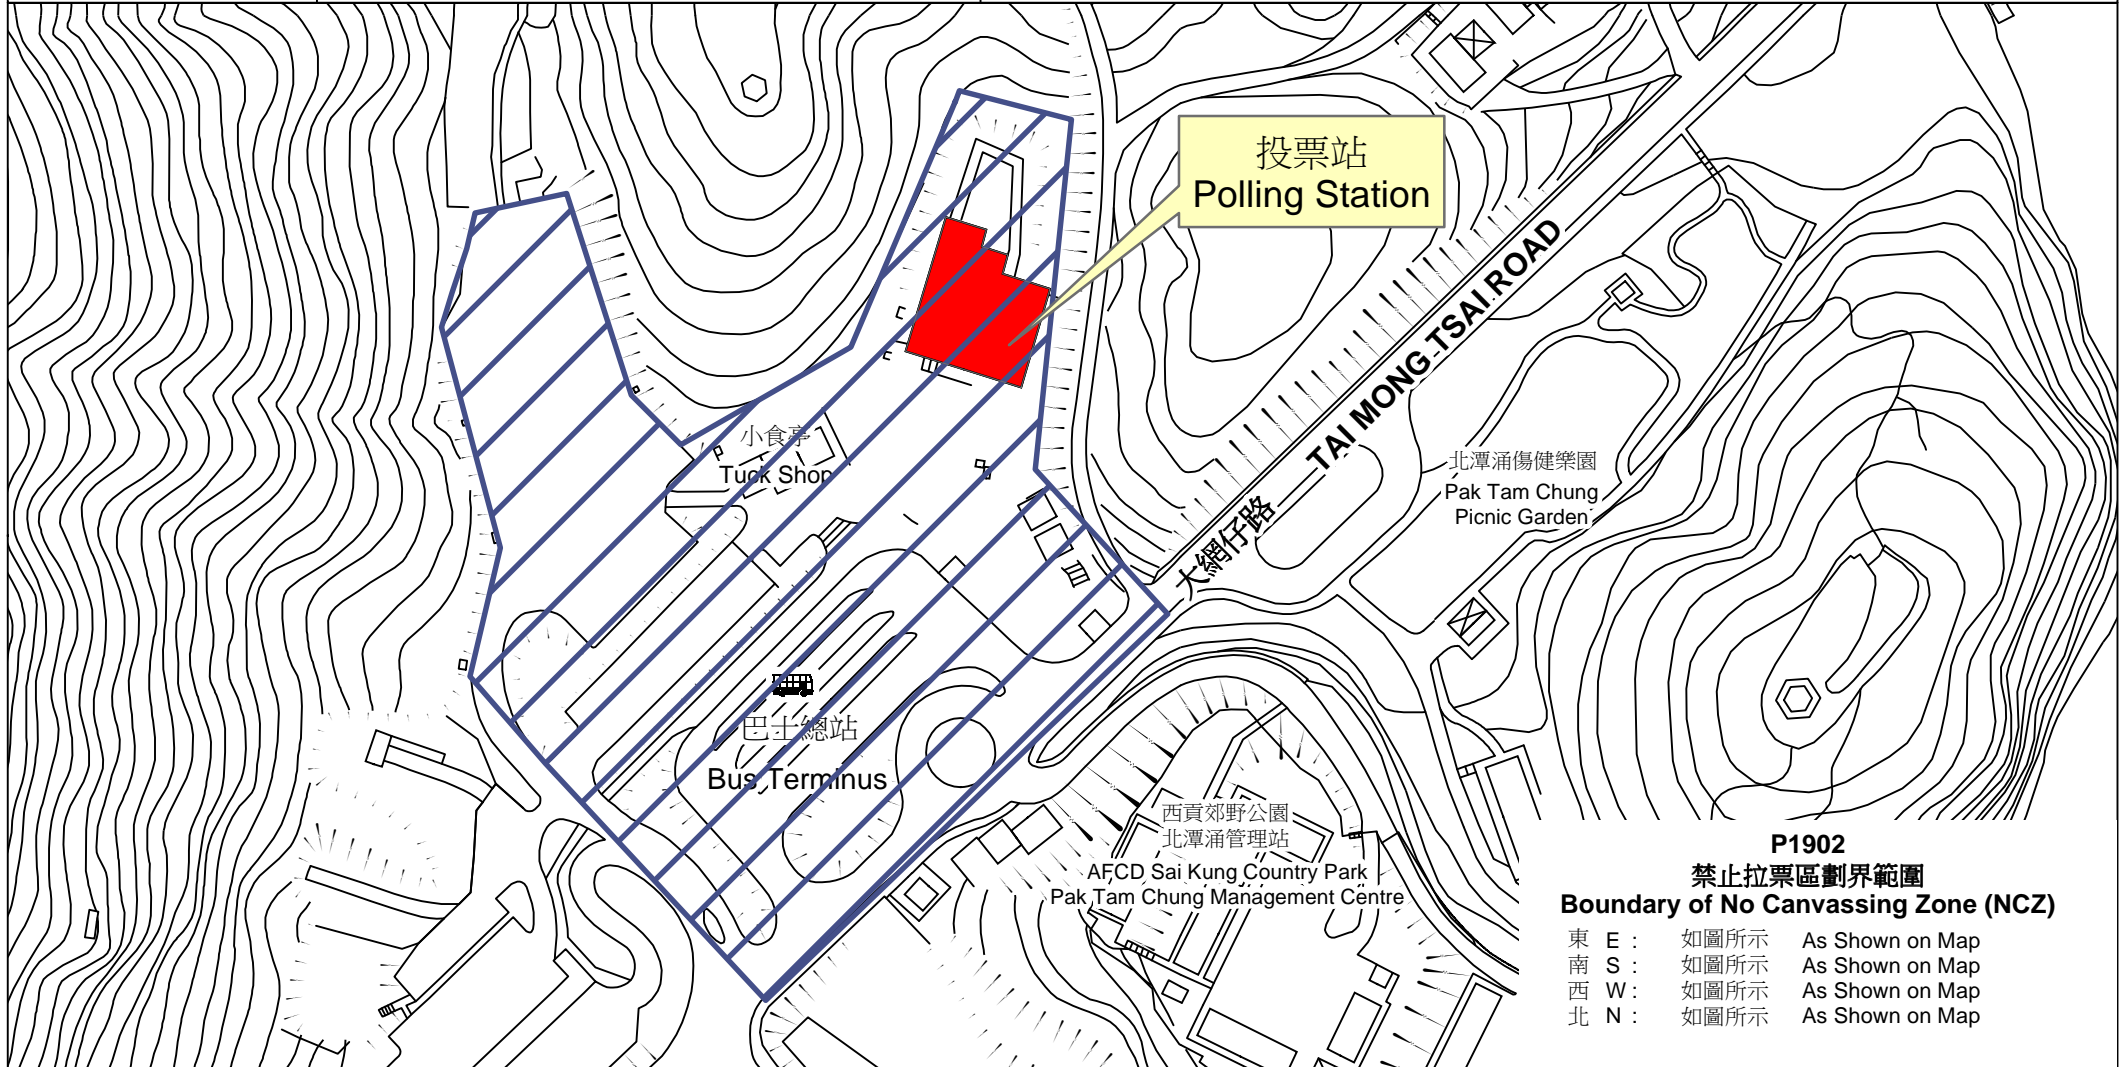 投票站
Polling Station
大網仔路 TAI MONG TSAI ROAD
小食亭
Tuck Shop
北潭涌傷健樂園
Pak Tam Chung
Picnic Garden
巴士總站
Bus Terminus
西貢郊野公園
北潭涌管理站
AFCD Sai Kung Country Park
Pak Tam Chung Management Centre
P1902
禁止拉票區劃界範圍
Boundary of No Canvassing Zone (NCZ)
東 E : 如圖所示 As Shown on Map
南 S : 如圖所示 As Shown on Map
西 W : 如圖所示 As Shown on Map
北 N : 如圖所示 As Shown on Map